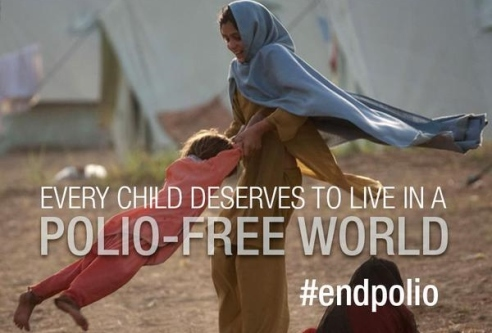 EVERY CHILD DESERVES TO LIVE IN A
POLIO-FREE WORLD
#endpolio